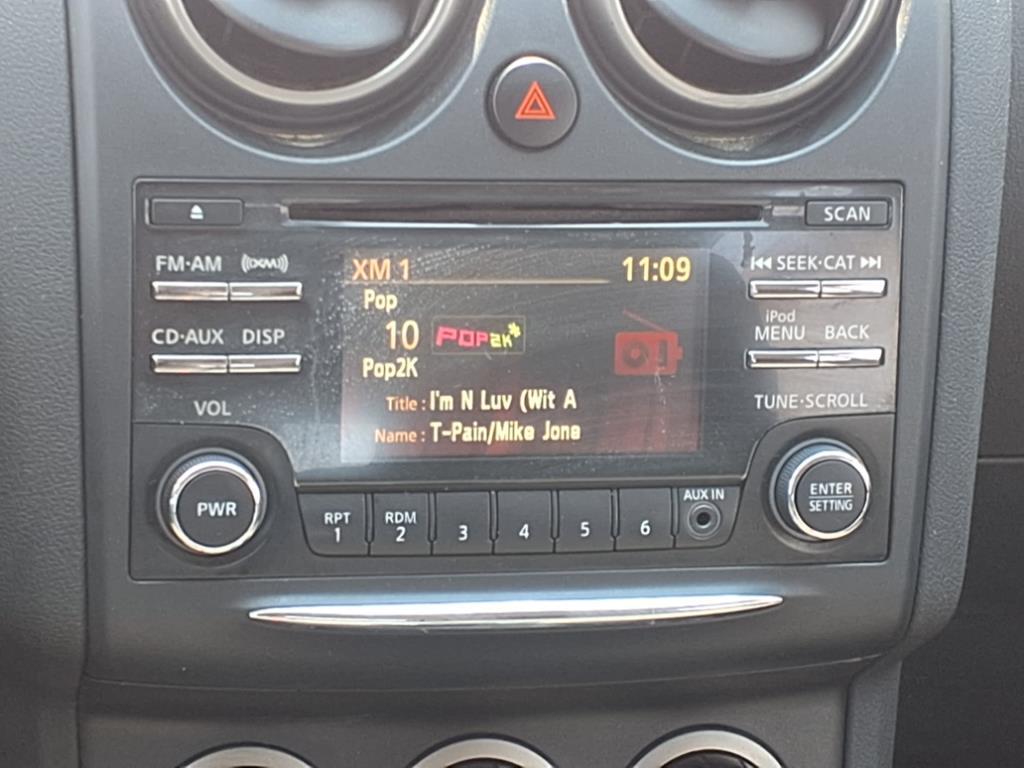 SCAN
FM·AM
((XM))
SEEK·CAT
CD·AUX
DISP
iPod
MENU
BACK
VOL
TUNE·SCROLL
XM 1
11:09
Pop
10
POP2K*
Pop2K
Title : I'm N Luv (Wit A
Name : T-Pain/Mike Jone
PWR
ENTER
SETTING
RPT
1
RDM
2
3
4
5
6
AUX IN